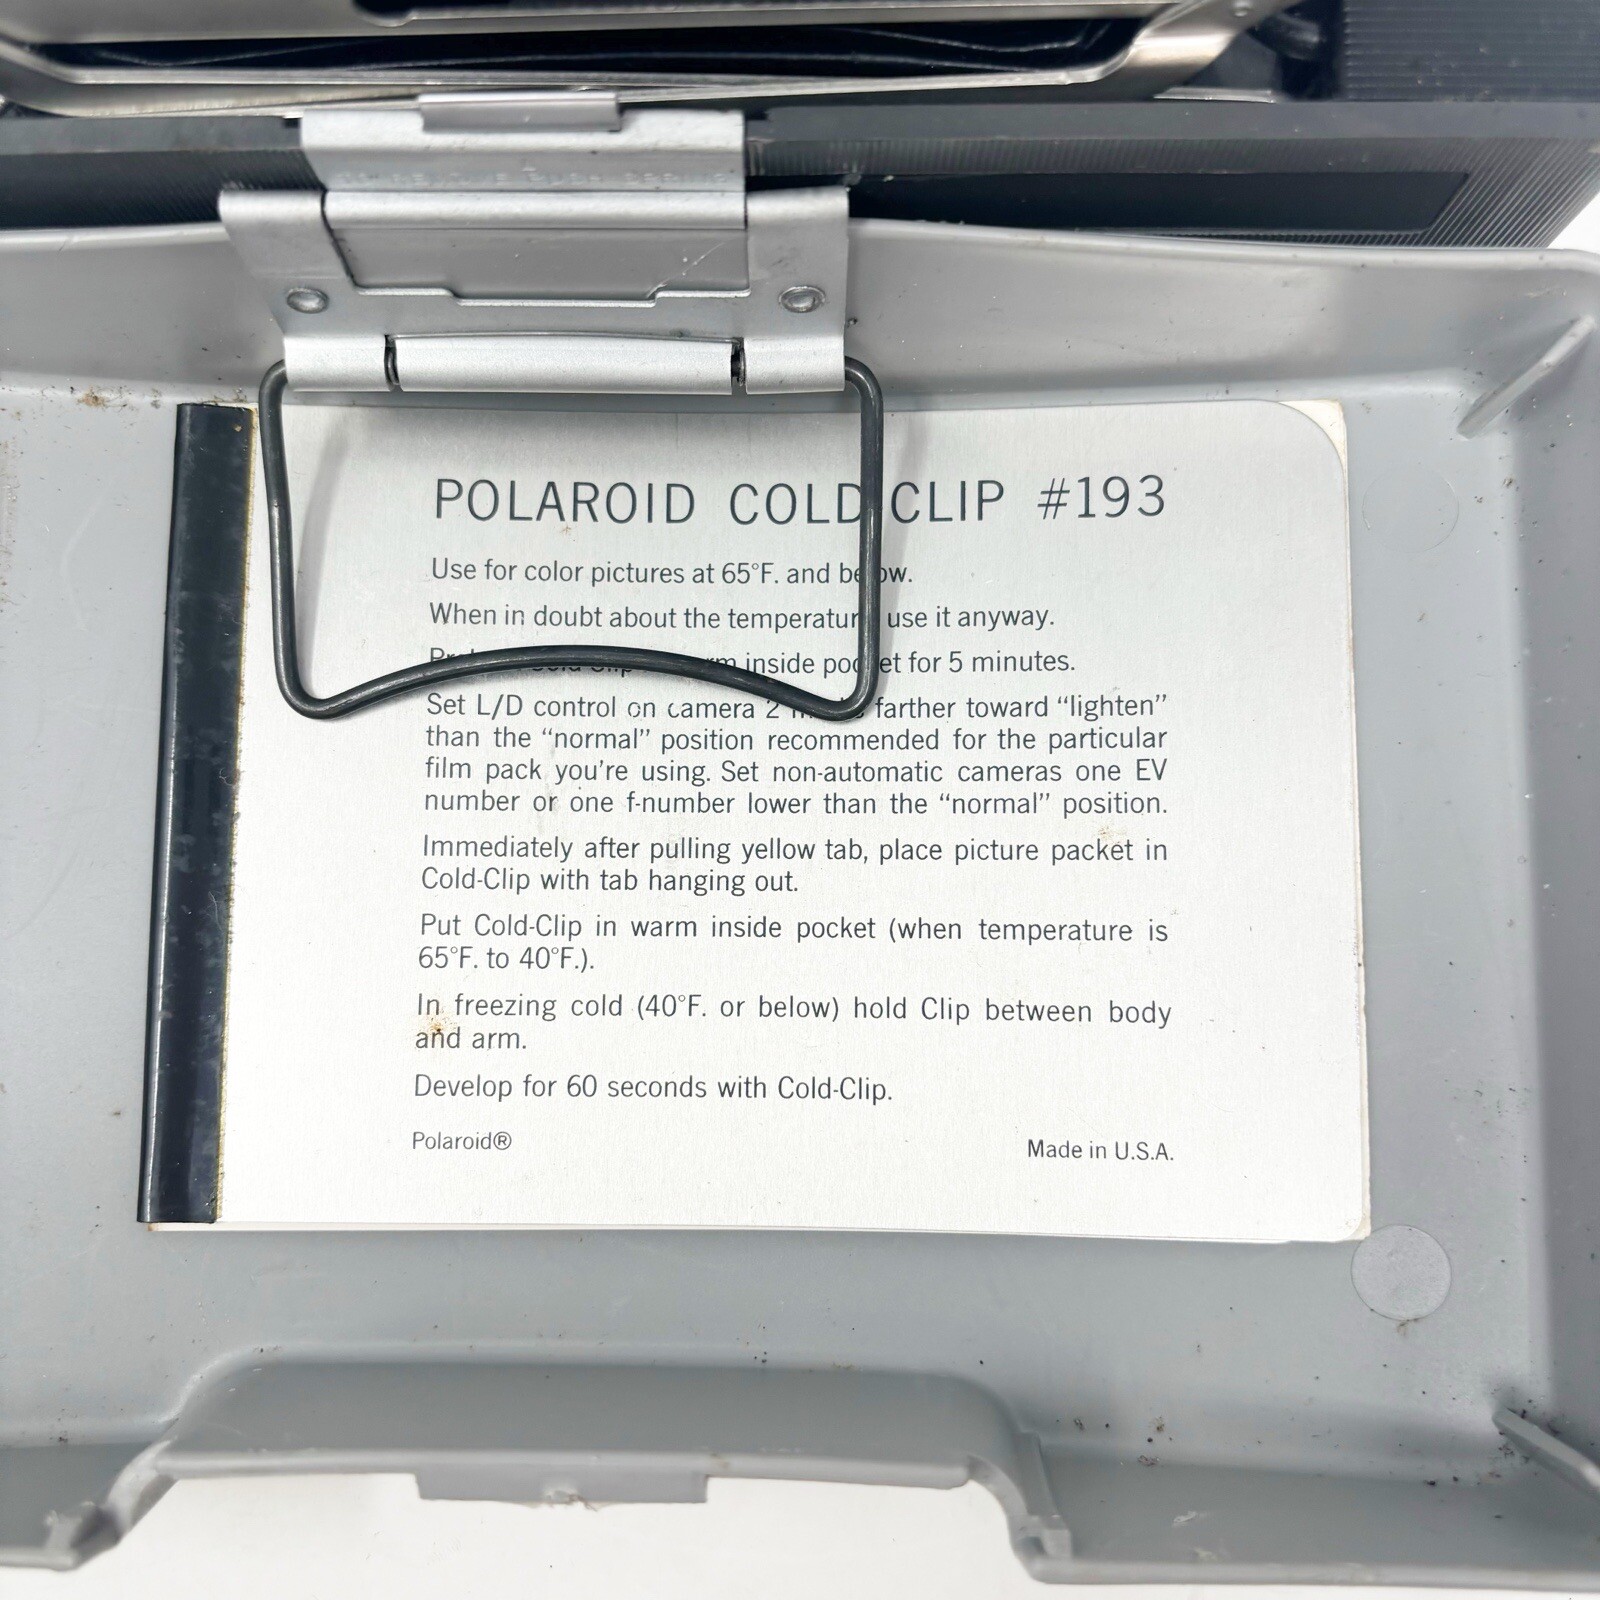 POLAROID COLD-CLIP #193
Use for color pictures at 65°F. and below.
When in doubt about the temperature use it anyway.
inside pocket for 5 minutes.
Set L/D control on camera 2 farther toward “lighten”
than the “normal” position recommended for the particular
film pack you're using. Set non-automatic cameras one EV
number or one f-number lower than the “normal” position.
Immediately after pulling yellow tab, place picture packet in
Cold-Clip with tab hanging out.
Put Cold-Clip in warm inside pocket (when temperature is
65°F. to 40°F.).
In freezing cold (40°F. or below) hold Clip between body
and arm.
Develop for 60 seconds with Cold-Clip.
Polaroid®
Made in U.S.A.